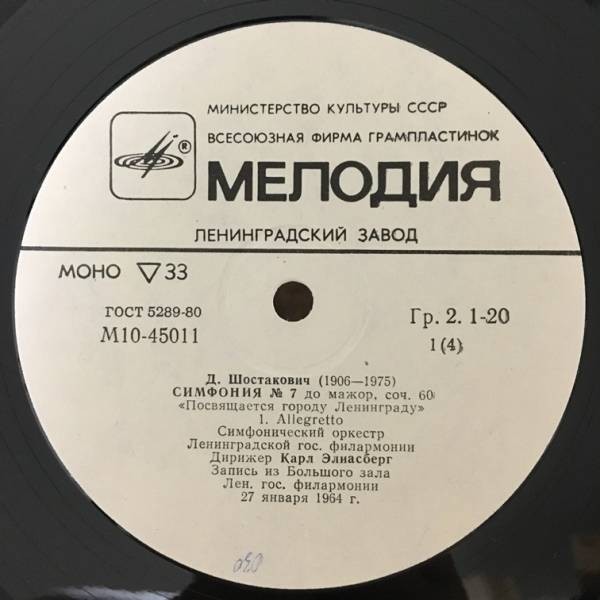 МИНИСТЕРСТВО КУЛЬТУРЫ СССР
ВСЕСОЮЗНАЯ ФИРМА ГРАМПЛАСТИНОК
®
МЕЛОДИЯ
ЛЕНИНГРАДСКИЙ ЗАВОД
МОНО ▽33
ГОСТ 5289-80
М10-45011
Гр. 2. 1-20
1(4)
Д. Шостакович (1906—1975)
СИМФОНИЯ № 7 до мажор, соч. 60
«Посвящается городу Ленинграду»
1. Allegretto
Симфонический оркестр
Ленинградской гос. филармонии
Дирижер Карл Элиасберг
Запись из Большого зала
Лен. гос. филармонии
27 января 1964 г.